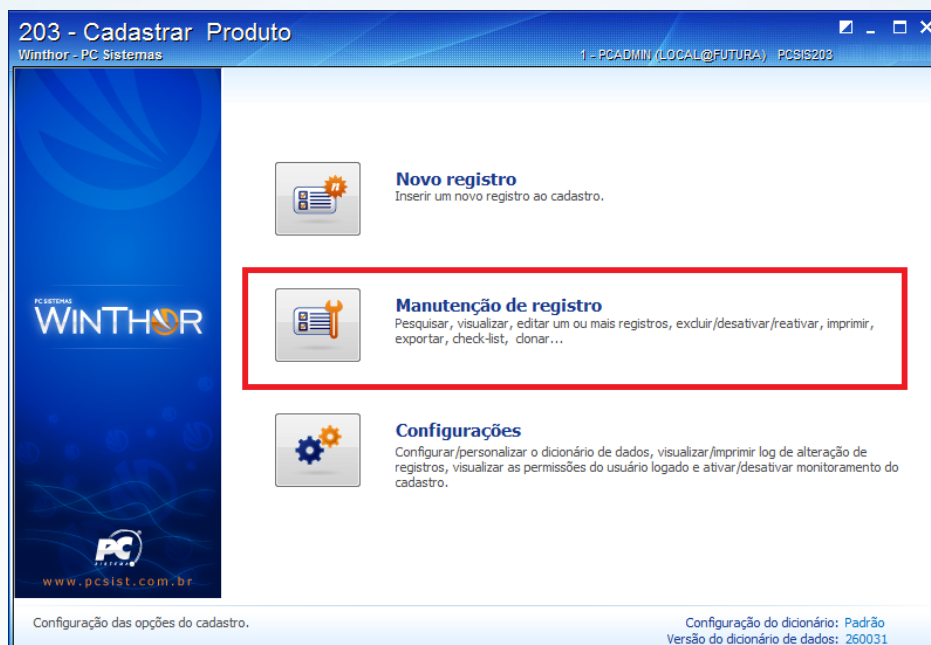 203 - Cadastrar Produto
Winthor - PC Sistemas
1 - PCADMIN (LOCAL@FUTURA) PCSIS203
Novo registro
Inserir um novo registro ao cadastro.
Manutenção de registro
Pesquisar, visualizar, editar um ou mais registros, excluir/desativar/reativar, imprimir,
exportar, check-list, clonar...
PC SISTEMAS
WINTHOR
Configurações
Configurar/personalizar o dicionário de dados, visualizar/imprimir log de alteração de
registros, visualizar as permissões do usuário logado e ativar/desativar monitoramento do
cadastro.
PC
SISTEMAS
www.pcsist.com.br
Configuração das opções do cadastro.
Configuração do dicionário: Padrão
Versão do dicionário de dados: 260031